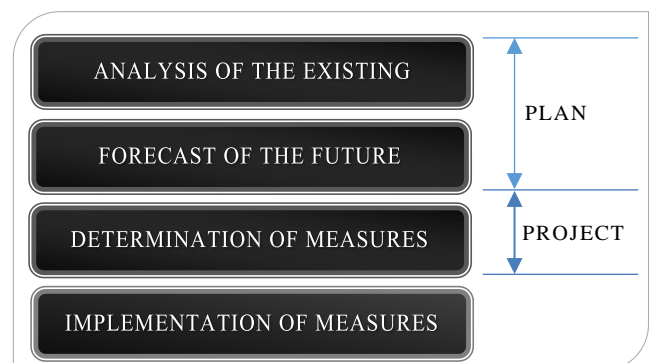 ANALYSIS OF THE EXISTING
PLAN
FORECAST OF THE FUTURE
DETERMINATION OF MEASURES
PROJECT
IMPLEMENTATION OF MEASURES